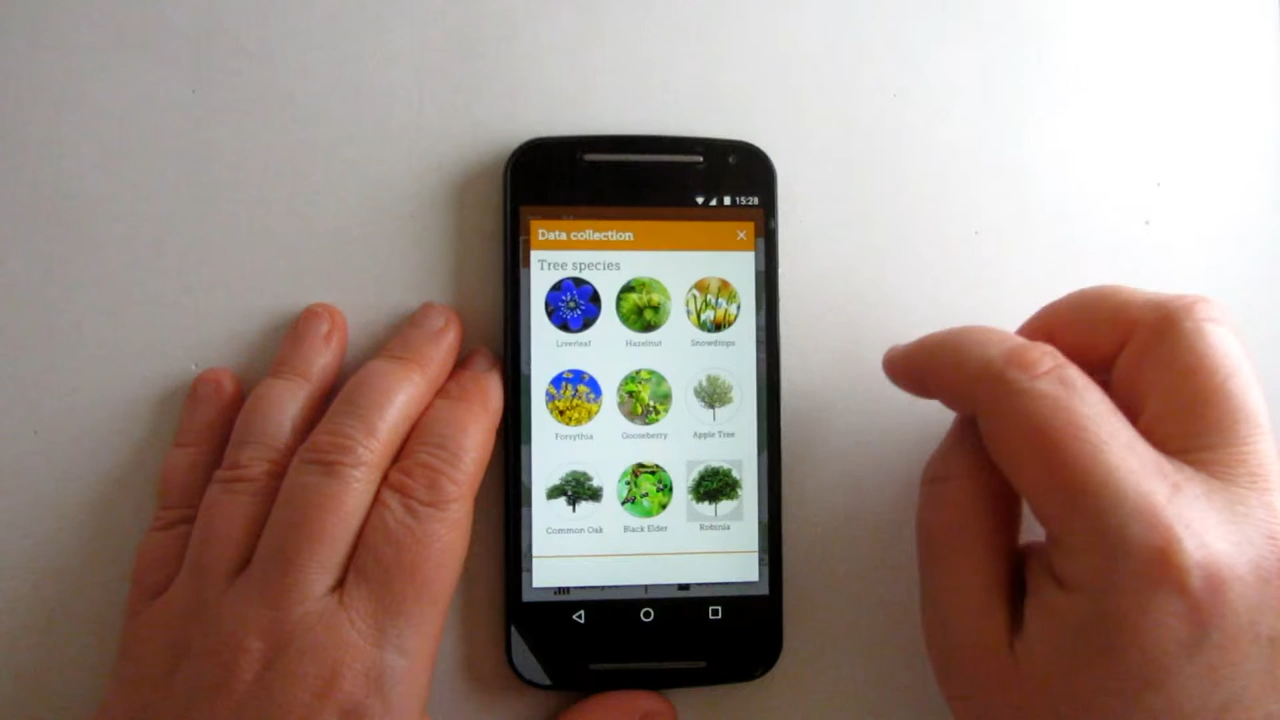 15:28
Data collection ×
Tree species
Liverleaf Hazelnut Snowdrops
Forsythia Gooseberry Apple Tree
Common Oak Black Elder Robinia